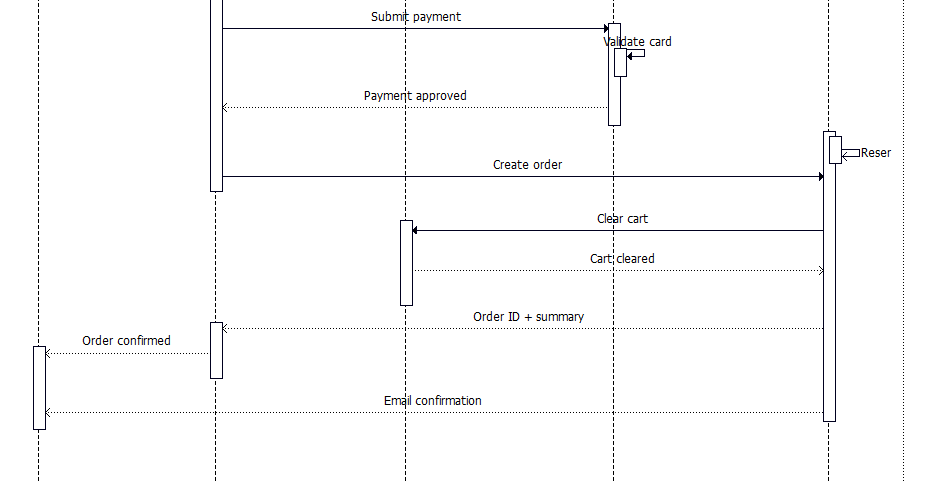 Submit payment
Validate card
Payment approved
Reser
Create order
Clear cart
Cart cleared
Order ID + summary
Order confirmed
Email confirmation